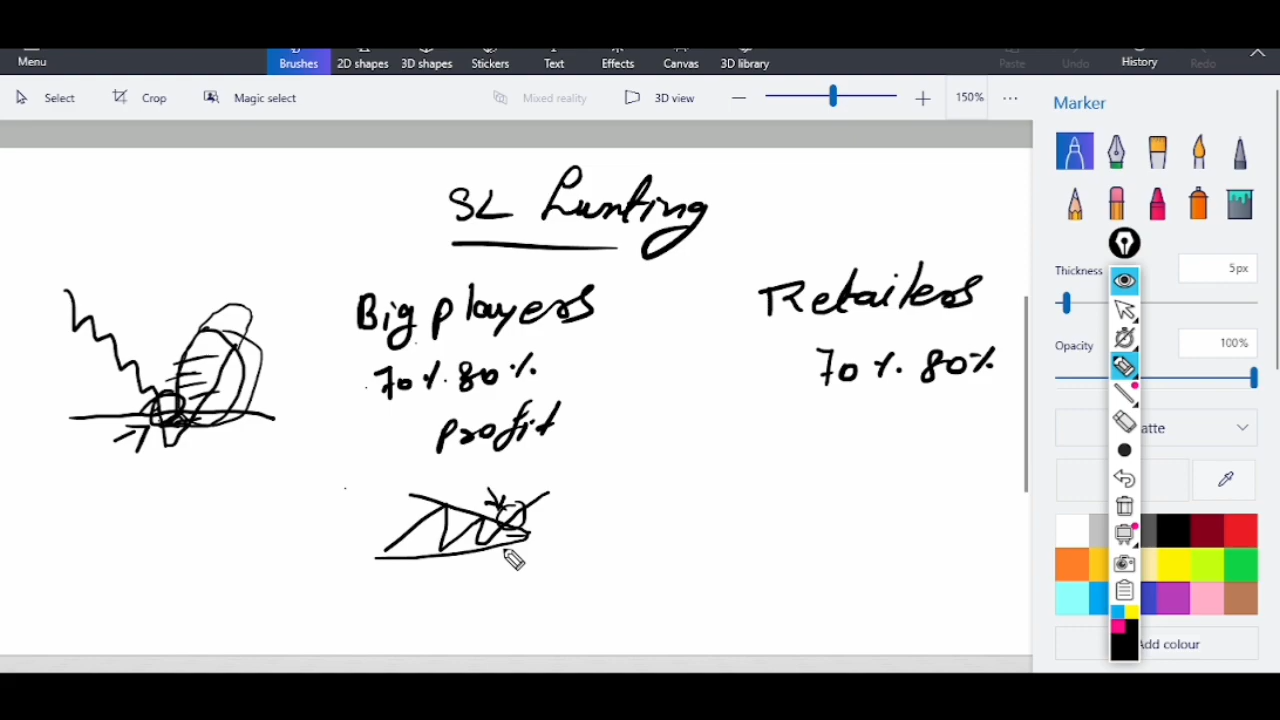 Menu
Brushes
2D shapes
3D shapes
Stickers
Text
Effects
Canvas
3D library
Paste
Undo
History
Redo
Select
Crop
Magic select
Mixed reality
3D view
150%
Marker
SL Hunting
Thickness
5px
Big players
Retailers
Opacity
100%
70%. 80%.
70%. 80%
profit
atte
Add colour